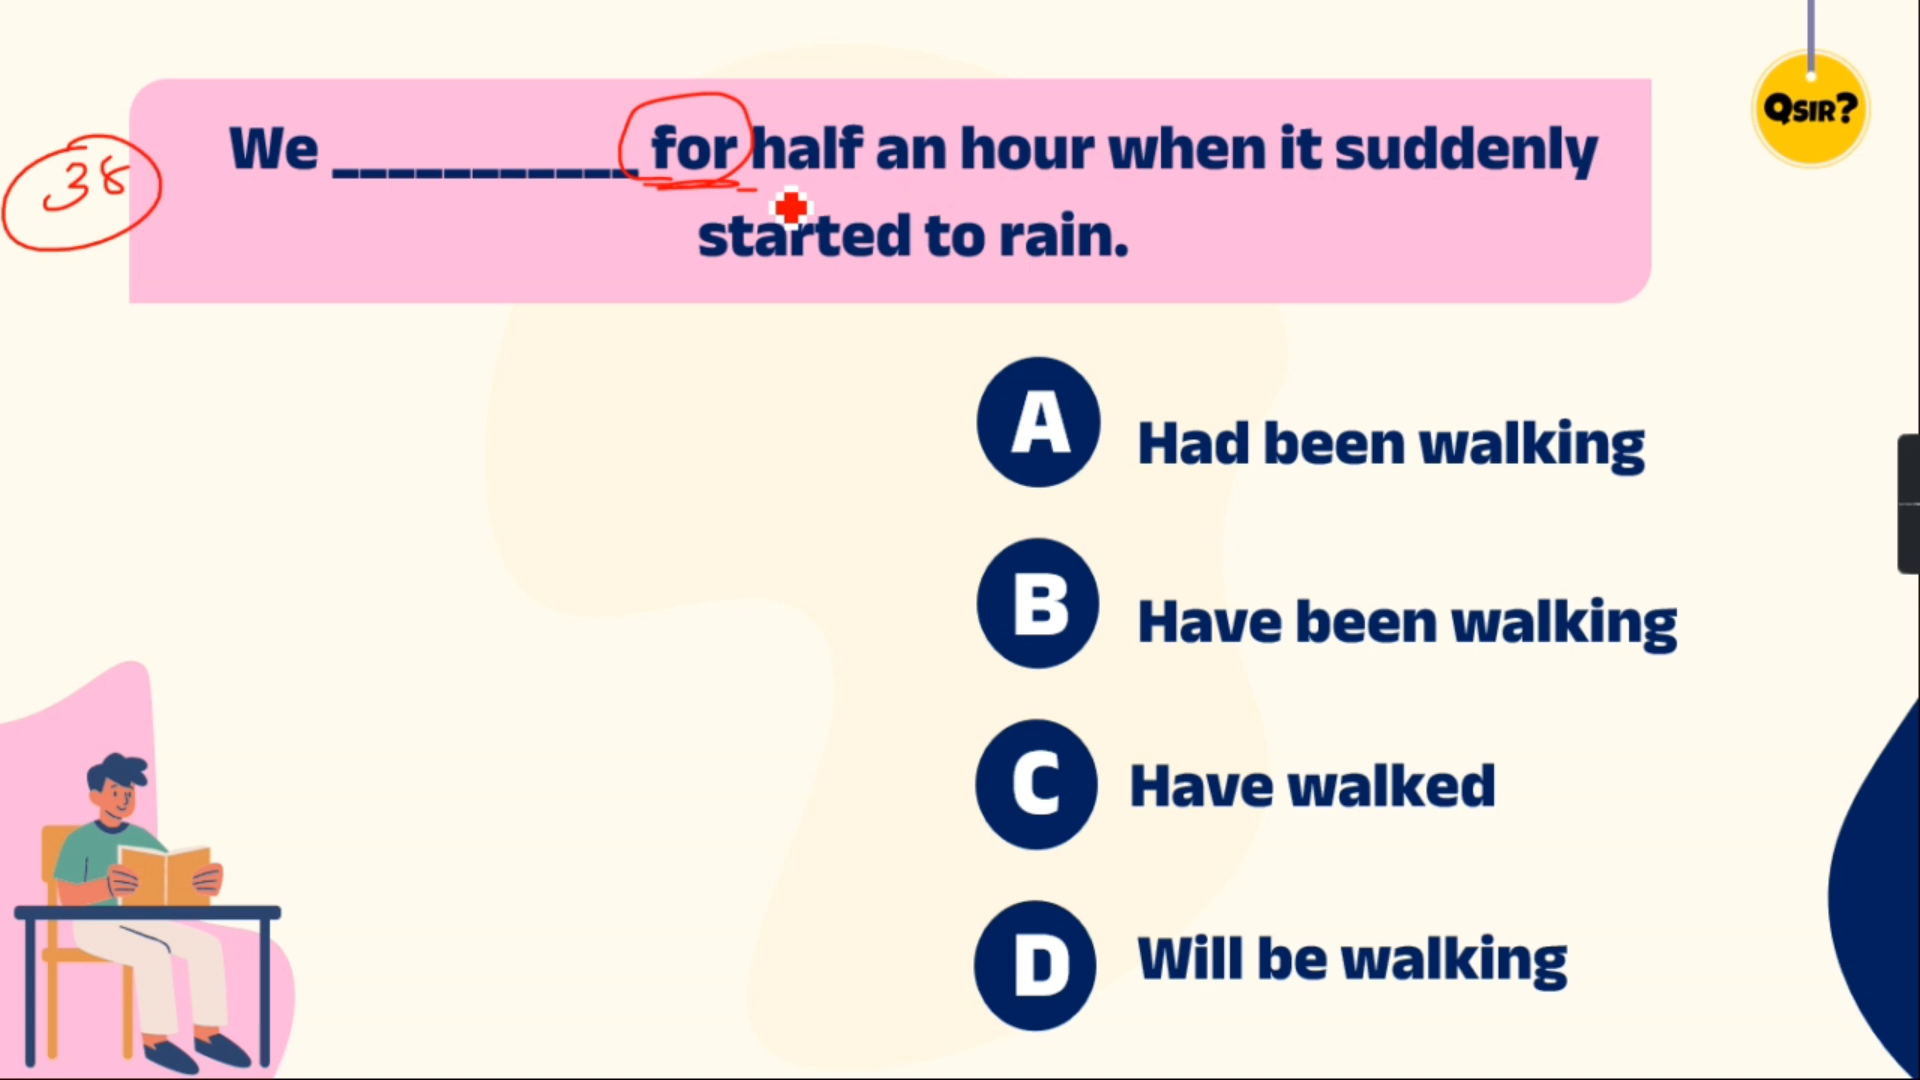 We ___________ for half an hour when it suddenly
started to rain.
38
QSIR?
A Had been walking
B Have been walking
C Have walked
D Will be walking